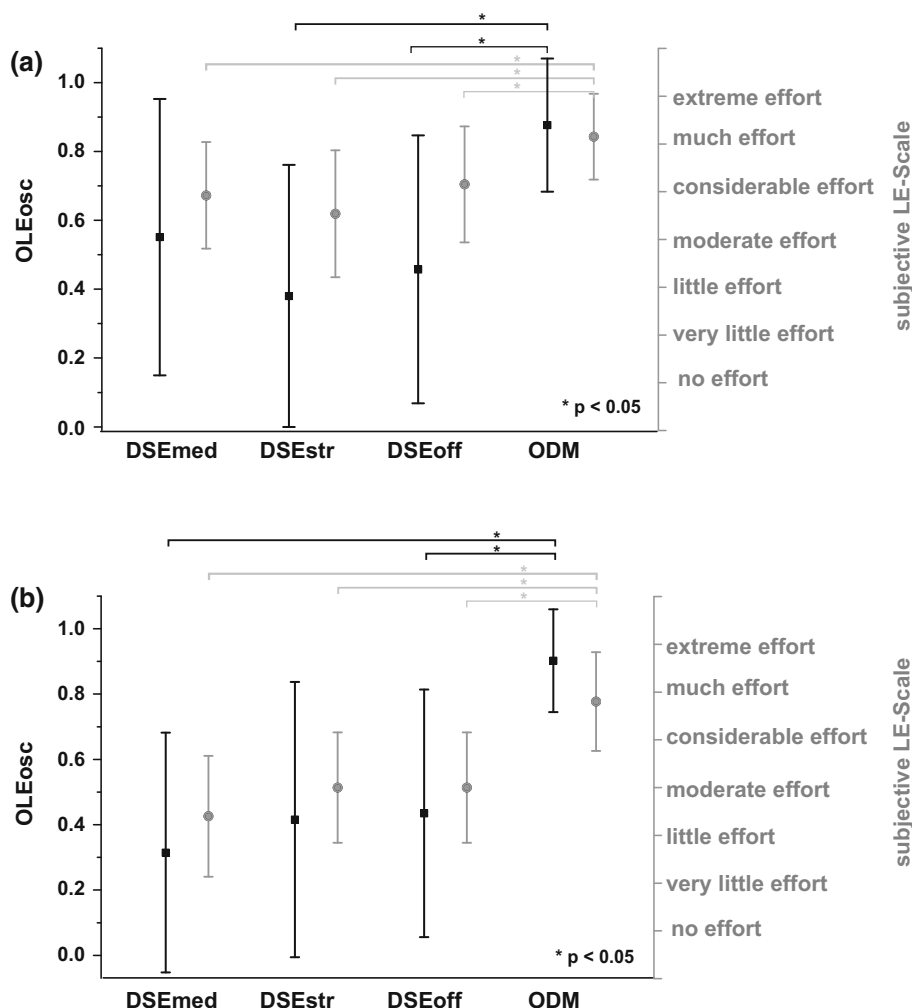 *
*
(a)
*
*
*
1.0
0.8
0.6
0.4
0.2
0.0
OLEosc
extreme effort
much effort
considerable effort
moderate effort
little effort
very little effort
no effort
subjective LE-Scale
* p < 0.05
DSEmed DSEstr DSEoff ODM
*
*
(b)
*
*
*
1.0
0.8
0.6
0.4
0.2
0.0
OLEosc
extreme effort
much effort
considerable effort
moderate effort
little effort
very little effort
no effort
subjective LE-Scale
* p < 0.05
DSEmed DSEstr DSEoff ODM